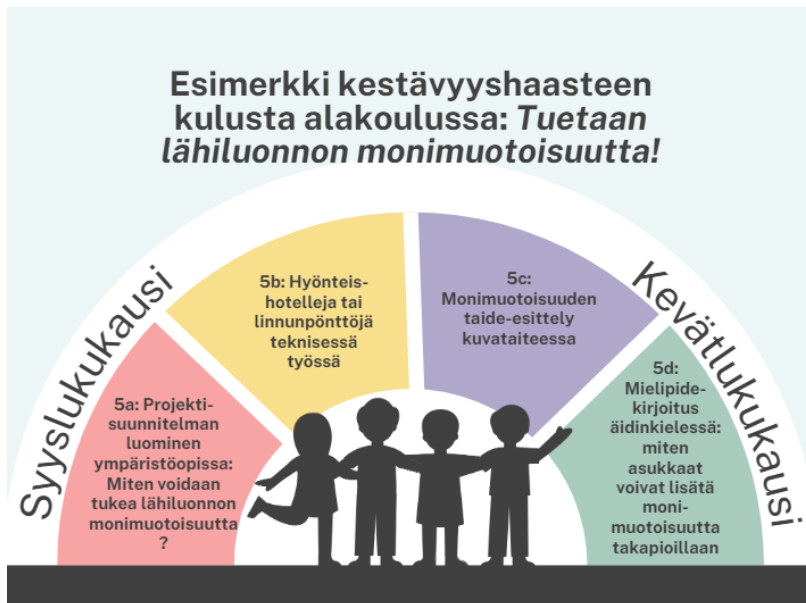 Esimerkki kestävyyshaasteen
kulusta alakoulussa: Tuetaan
lähiluonnon monimuotoisuutta!
Syyslukukausi
5a: Projekti-
suunnitelman
luominen
ympäristöopissa:
Miten voidaan
tukea lähiluonnon
monimuotoisuutta
?
5b: Hyönteis-
hotelleja tai
linnunpönttöjä
teknisessä
työssä
5c:
Monimuotoisuuden
taide-esittely
kuvataiteessa
5d:
Mielipide-
kirjoitus
äidinkielessä:
miten
asukkaat
voivat lisätä
moni-
muotoisuutta
takapioillaan
Kevätlukukausi